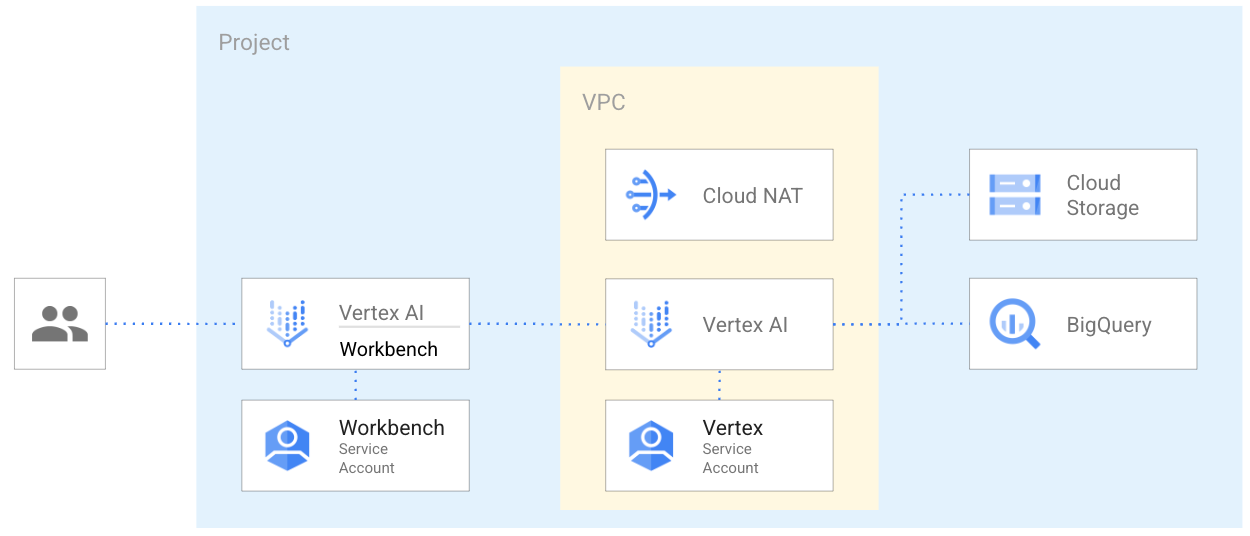 Project
VPC
Cloud NAT
Cloud
Storage
Vertex AI
Workbench
Vertex AI
BigQuery
Workbench
Service
Account
Vertex
Service
Account